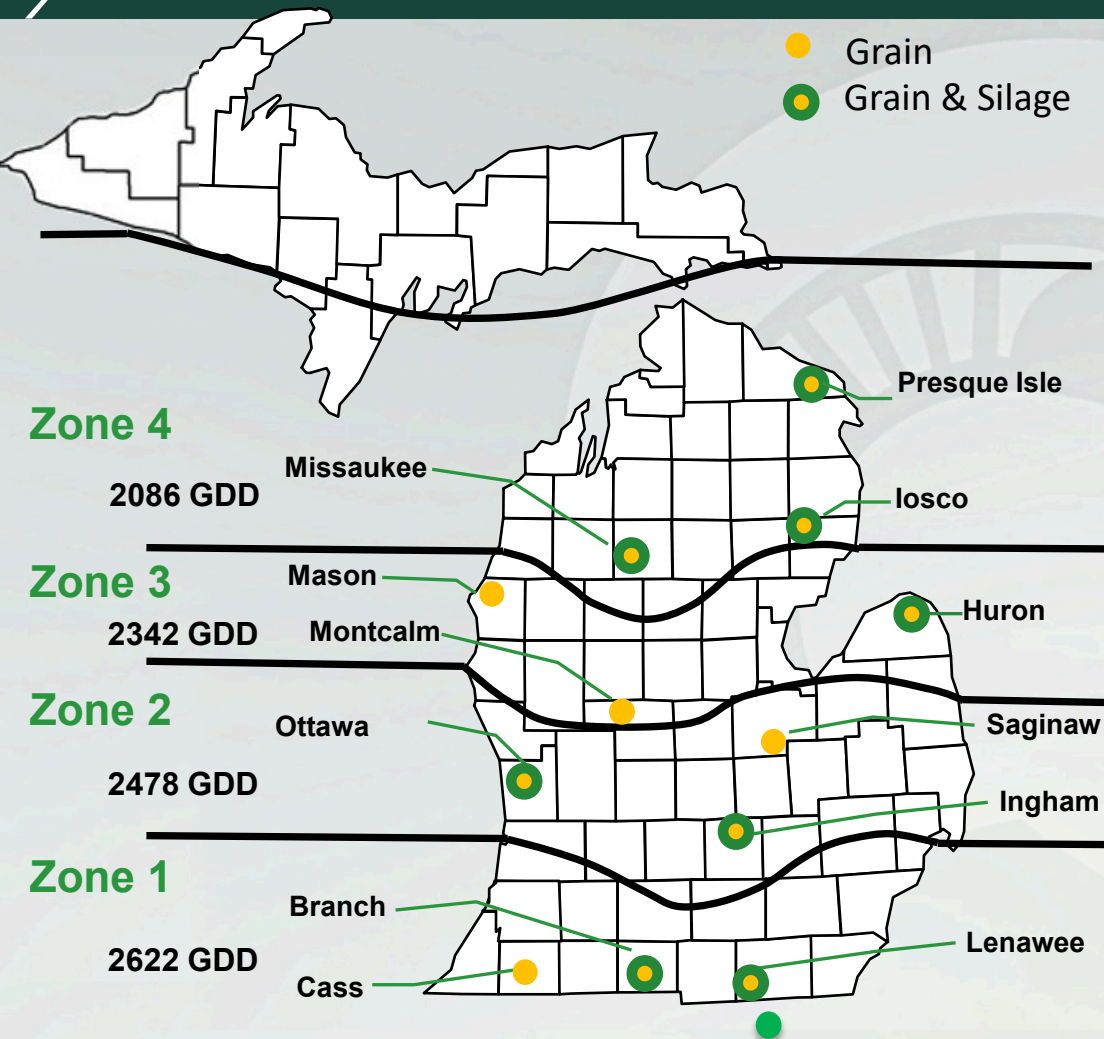 Grain
Grain & Silage
Presque Isle
Zone 4
Missaukee
2086 GDD
Iosco
Zone 3
Mason
Huron
2342 GDD
Montcalm
Zone 2
Ottawa
Saginaw
2478 GDD
Ingham
Zone 1
Branch
Lenawee
2622 GDD
Cass